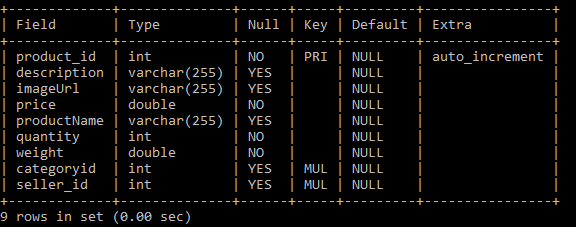 +--------------+--------------+------+-----+---------+----------------+
| Field        | Type         | Null | Key | Default | Extra          |
+--------------+--------------+------+-----+---------+----------------+
| product_id   | int          | NO   | PRI | NULL    | auto_increment |
| description  | varchar(255) | YES  |     | NULL    |                |
| imageUrl     | varchar(255) | YES  |     | NULL    |                |
| price        | double       | NO   |     | NULL    |                |
| productName  | varchar(255) | YES  |     | NULL    |                |
| quantity     | int          | NO   |     | NULL    |                |
| weight       | double       | NO   |     | NULL    |                |
| categoryid   | int          | YES  | MUL | NULL    |                |
| seller_id    | int          | YES  | MUL | NULL    |                |
+--------------+--------------+------+-----+---------+----------------+
9 rows in set (0.00 sec)